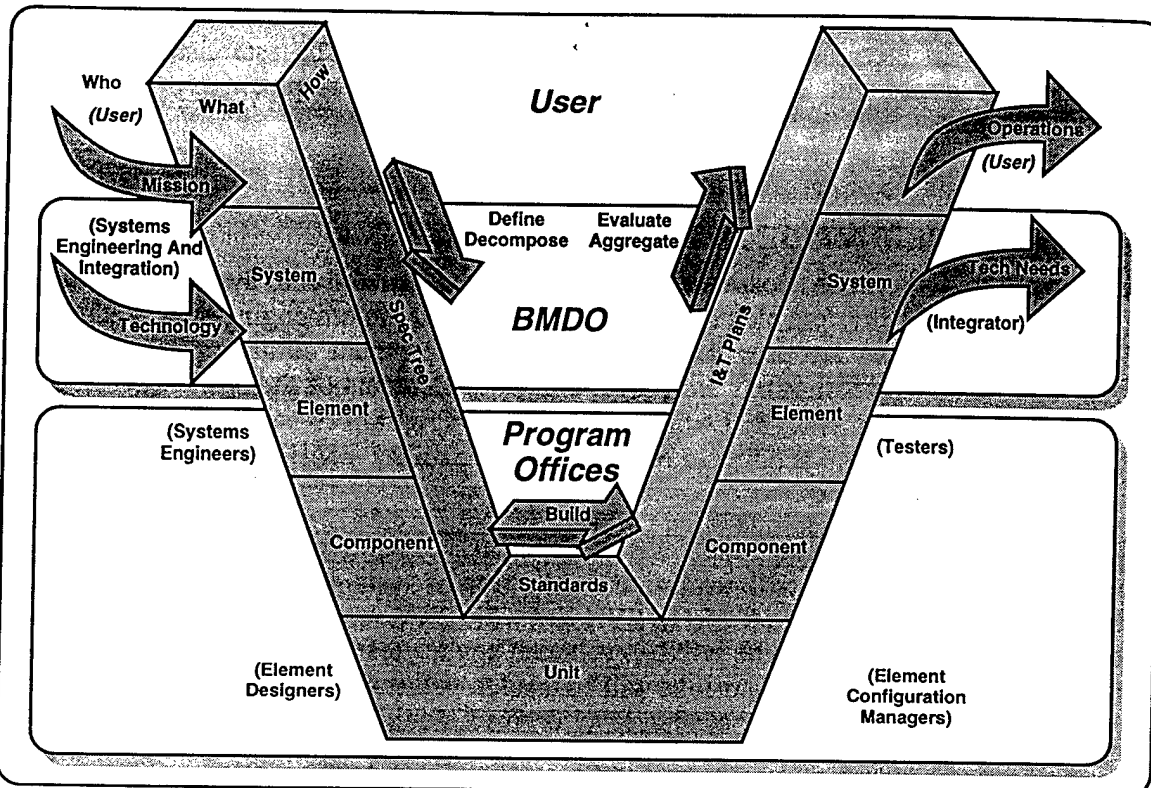 Who
(User)
What
How
User
Operations
(User)
Mission
(Systems
Engineering And
Integration)
System
Define
Decompose
Evaluate
Aggregate
System
Tech Needs
(Integrator)
Technology
Spec Tree
BMDO
I&T Plans
Element
Element
(Systems
Engineers)
Program
Offices
(Testers)
Build
Component
Component
Standards
(Element
Designers)
Unit
(Element
Configuration
Managers)